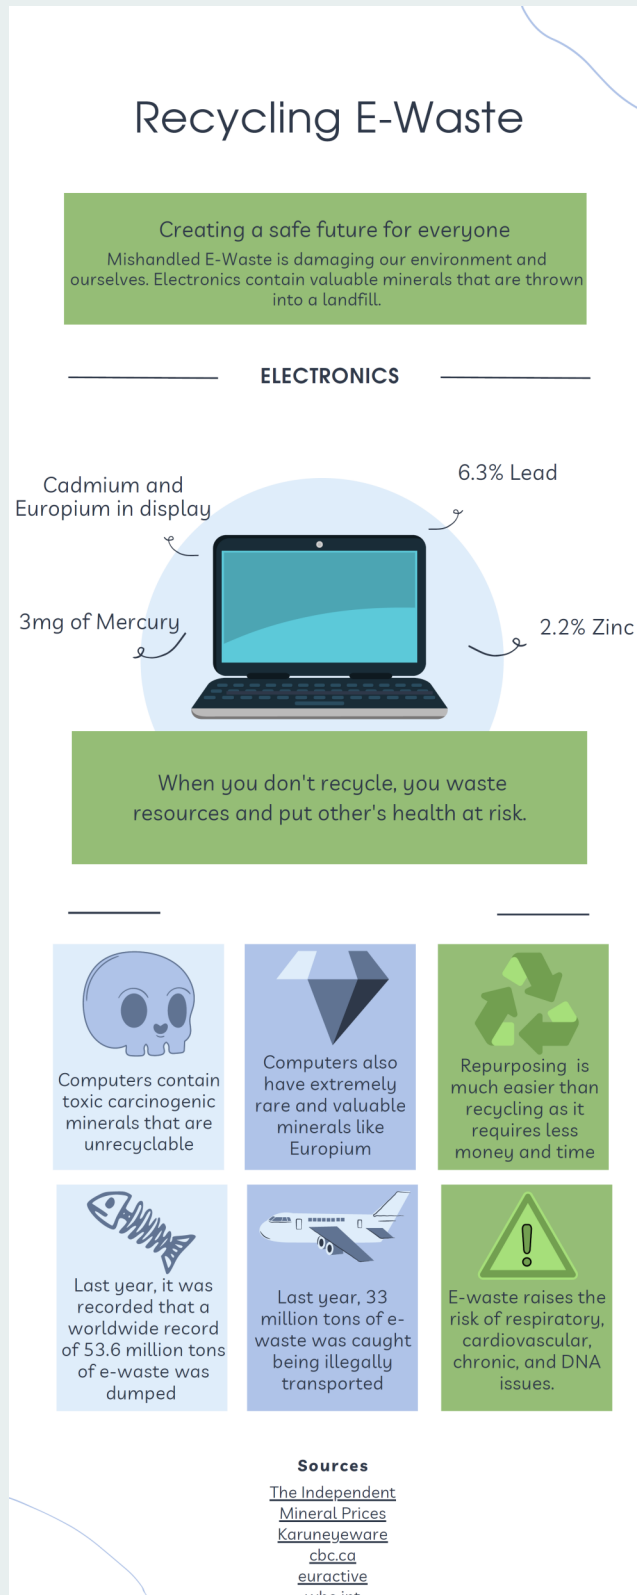 Recycling E-Waste
Creating a safe future for everyone
Mishandled E-Waste is damaging our environment and
ourselves. Electronics contain valuable minerals that are thrown
into a landfill.
ELECTRONICS
Cadmium and
Europium in display
6.3% Lead
3mg of Mercury
2.2% Zinc
When you don't recycle, you waste
resources and put other's health at risk.
Computers contain
toxic carcinogenic
minerals that are
unrecyclable
Computers also
have extremely
rare and valuable
minerals like
Europium
Repurposing is
much easier than
recycling as it
requires less
money and time
Last year, it was
recorded that a
worldwide record
of 53.6 million tons
of e-waste was
dumped
Last year, 33
million tons of e-
waste was caught
being illegally
transported
E-waste raises the
risk of respiratory,
cardiovascular,
chronic, and DNA
issues.
Sources
The Independent
Mineral Prices
Karuneyeware
cbc.ca
euractive